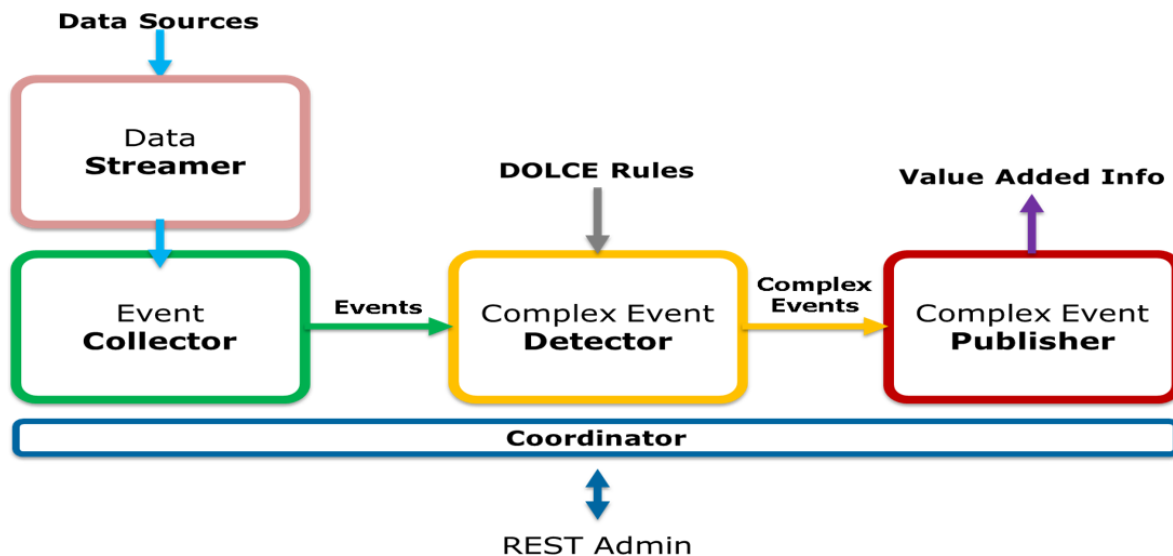 Data Sources
Data
Streamer
DOLCE Rules
Value Added Info
Event
Collector
Events
Complex Event
Detector
Complex
Events
Complex Event
Publisher
Coordinator
REST Admin